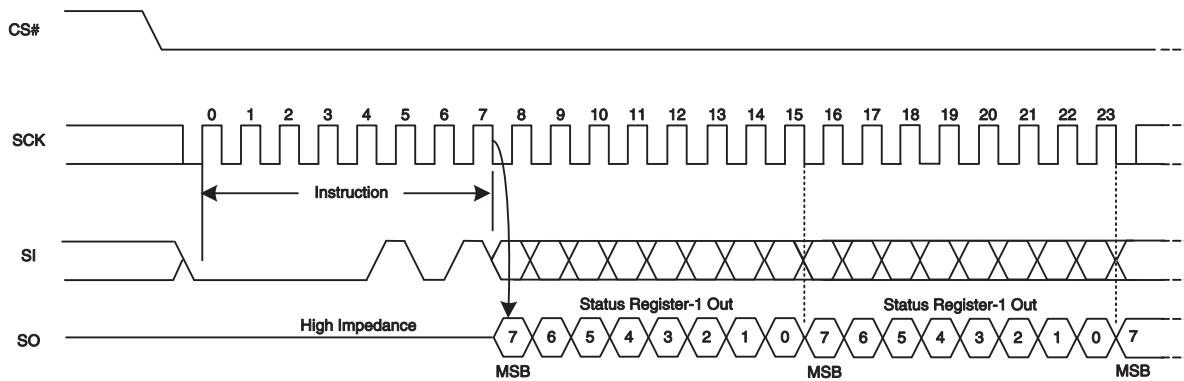 CS#
0 1 2 3 4 5 6 7 8 9 10 11 12 13 14 15 16 17 18 19 20 21 22 23
SCK
Instruction
SI
Status Register-1 Out Status Register-1 Out
High Impedance
SO 7 6 5 4 3 2 1 0 7 6 5 4 3 2 1 0 7
MSB MSB MSB